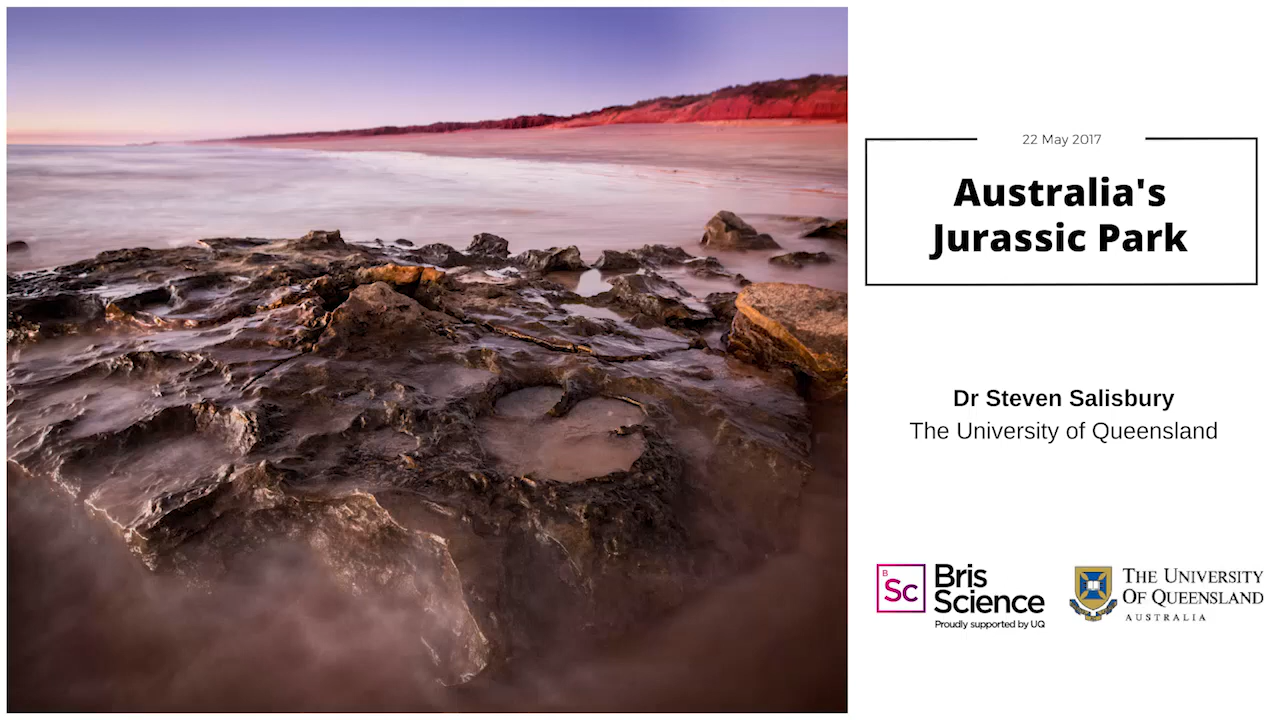 22 May 2017
Australia's
Jurassic Park
Dr Steven Salisbury
The University of Queensland
B
Sc
Bris
Science
Proudly supported by UQ
THE UNIVERSITY
OF QUEENSLAND
AUSTRALIA